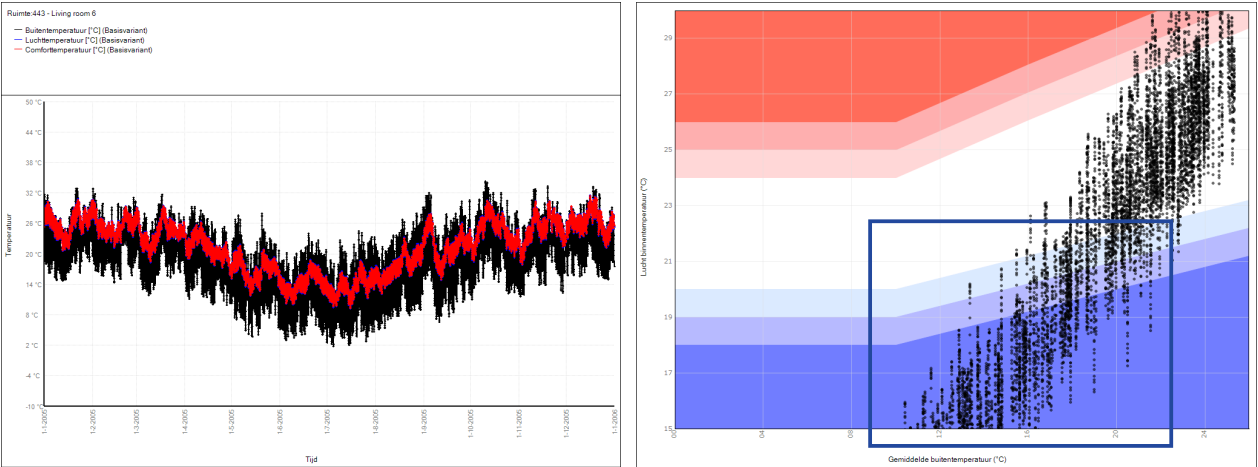 Ruimte:443 - Living room 6
Buitentemperatuur [°C] (Basisvariant)
Luchttemperatuur [°C] (Basisvariant)
Comforttemperatuur [°C] (Basisvariant)
50 °C
44 °C
38 °C
32 °C
26 °C
20 °C
14 °C
8 °C
2 °C
-4 °C
-10 °C
Temperatuur
1-1-2005
1-2-2005
1-3-2005
1-4-2005
1-5-2005
1-6-2005
1-7-2005
1-8-2005
1-9-2005
1-10-2005
1-11-2005
1-12-2005
1-1-2006
Tijd
29
27
25
23
21
19
17
15
Lucht binnentemperatuur (°C)
00
04
08
12
16
20
24
Gemiddelde buitentemperatuur (°C)